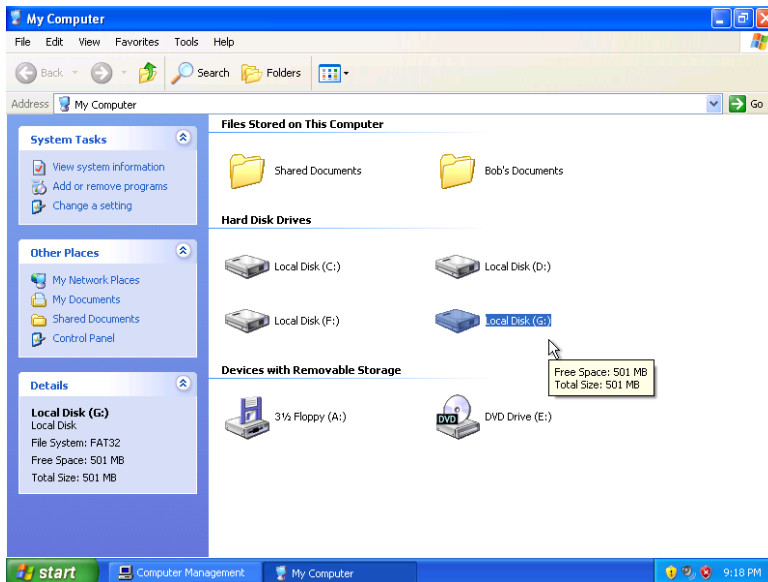 My Computer
File Edit View Favorites Tools Help
Back Search Folders
Address My Computer Go
System Tasks
View system information
Add or remove programs
Change a setting
Other Places
My Network Places
My Documents
Shared Documents
Control Panel
Details
Local Disk (G:)
Local Disk
File System: FAT32
Free Space: 501 MB
Total Size: 501 MB
Files Stored on This Computer
Shared Documents Bob's Documents
Hard Disk Drives
Local Disk (C:) Local Disk (D:)
Local Disk (F:) Local Disk (G:)
Free Space: 501 MB
Total Size: 501 MB
Devices with Removable Storage
3½ Floppy (A:) DVD DVD Drive (E:)
start Computer Management My Computer 9:18 PM